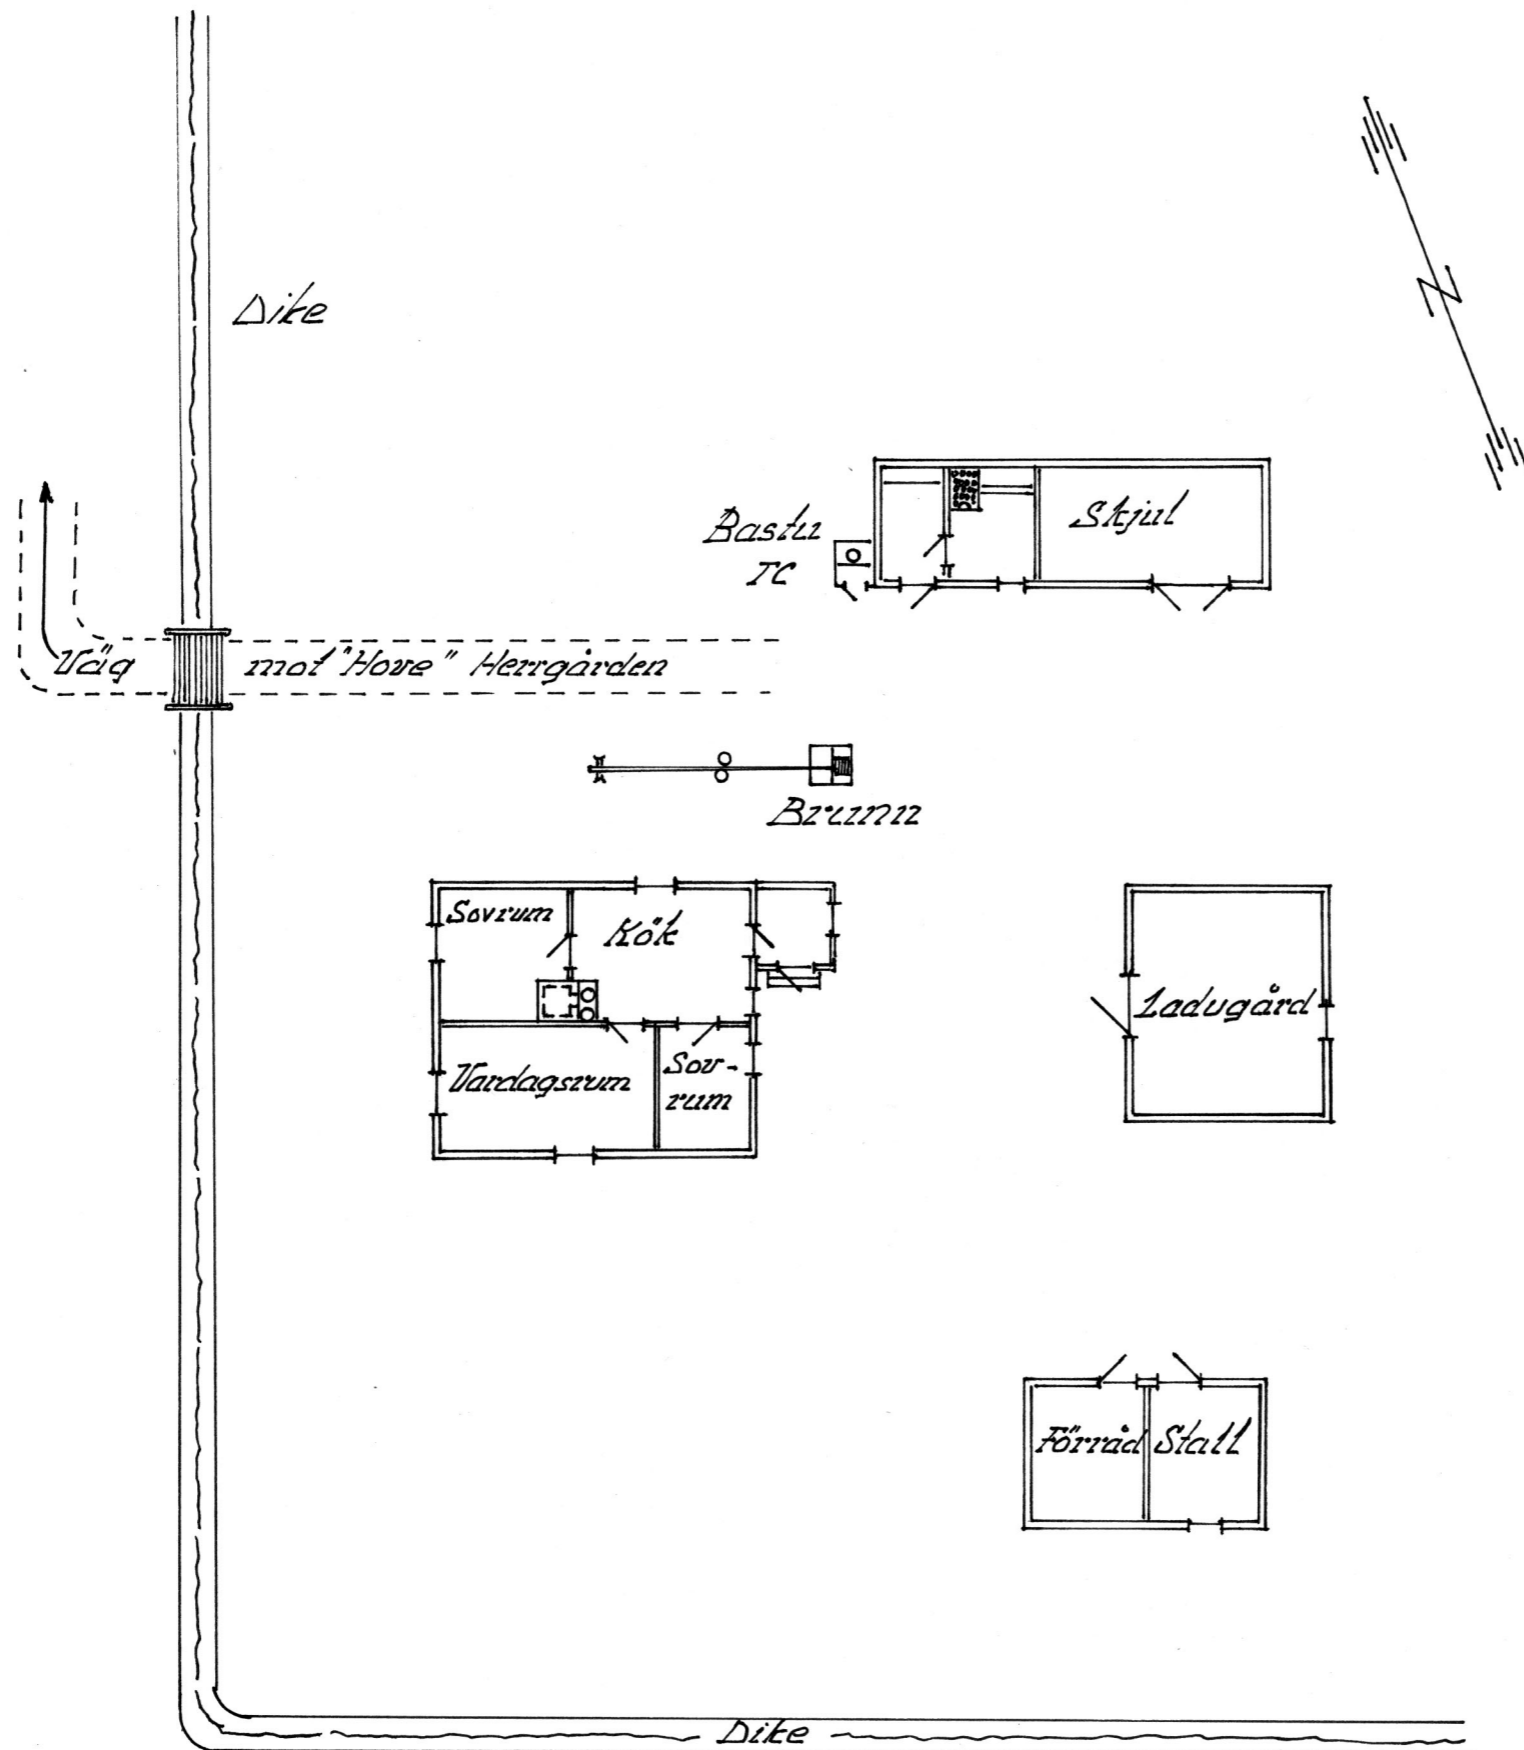 N
Dike
Skjul
Bastu
TC
Väg mot "Hove" Herrgården
Brunn
Sovrum
Kök
Ladugård
Vardagsrum
Sov-
rum
Förråd
Stall
Dike